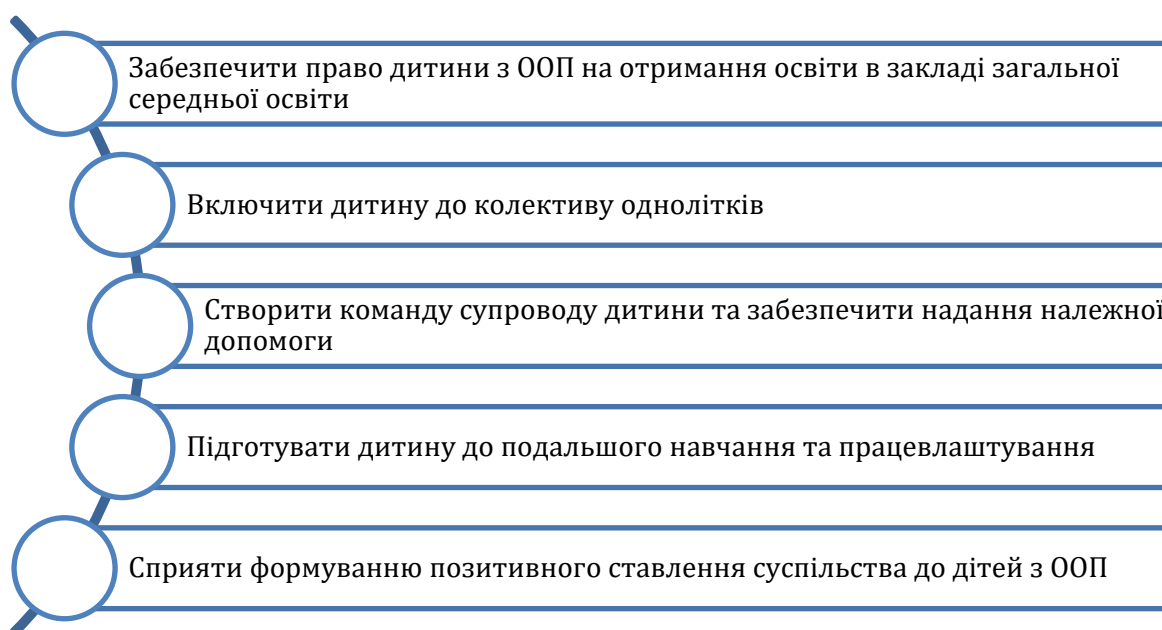 Забезпечити право дитини з ООП на отримання освіти в закладі загальної
середньої освіти
Включити дитину до колективу однолітків
Створити команду супроводу дитини та забезпечити надання належної
допомоги
Підготувати дитину до подальшого навчання та працевлаштування
Сприяти формуванню позитивного ставлення суспільства до дітей з ООП